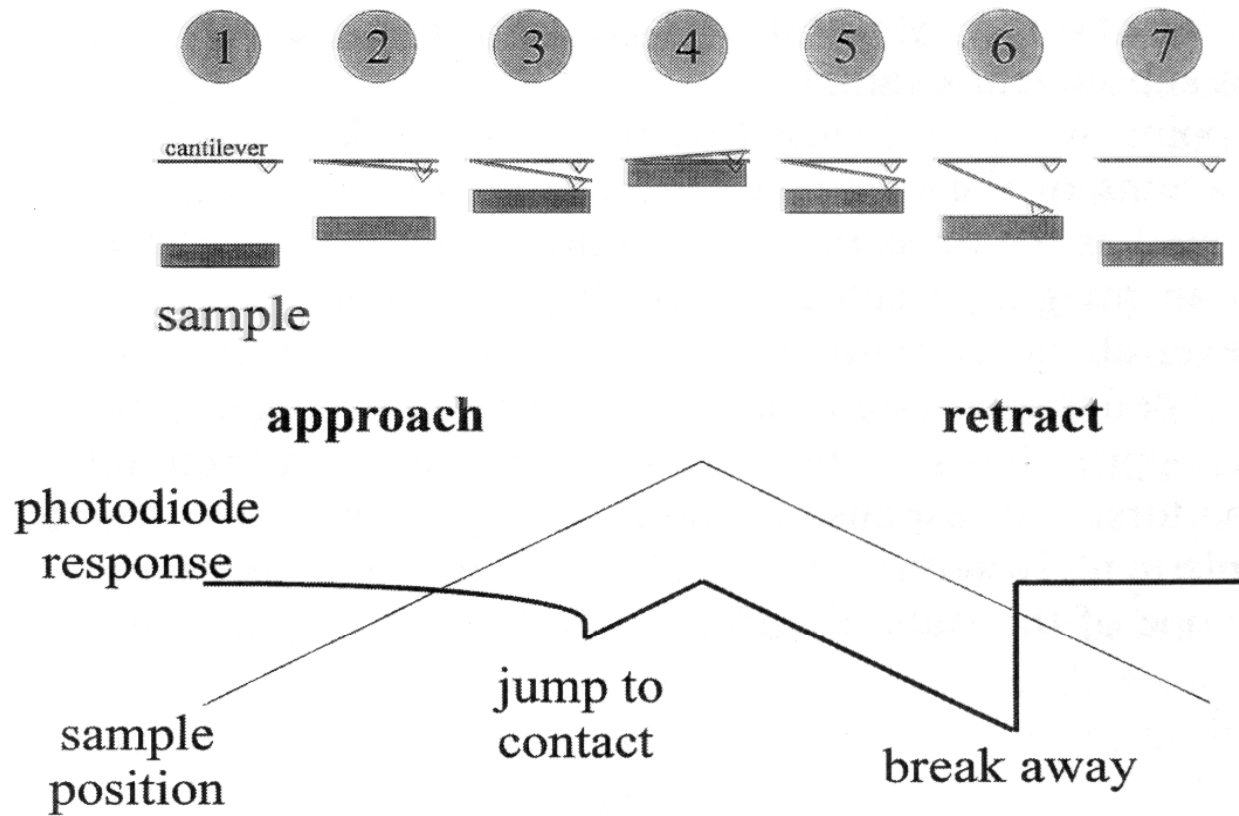 1 2 3 4 5 6 7
cantilever
sample
approach retract
photodiode
response
jump to
contact
sample
position
break away